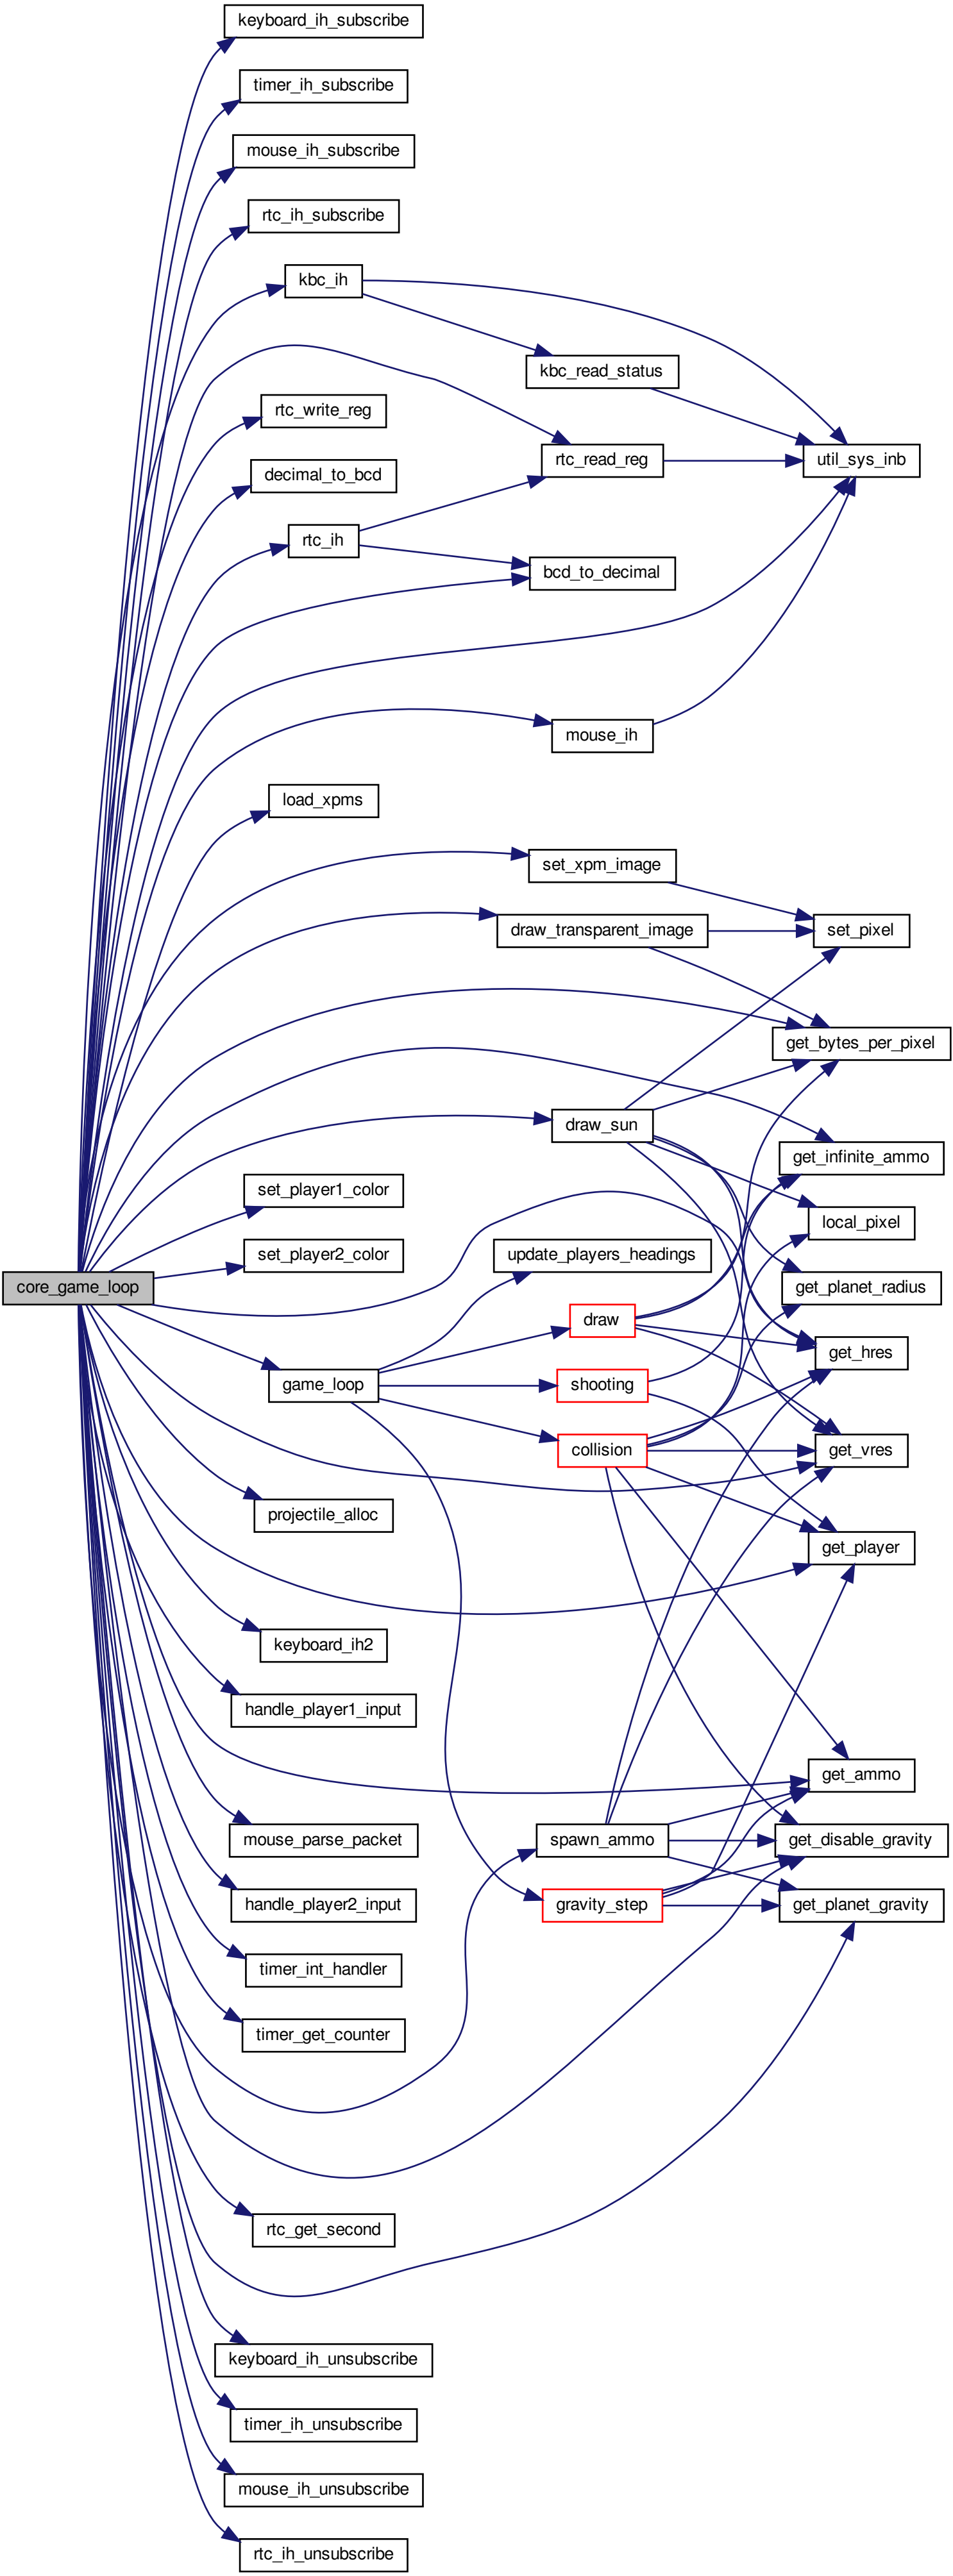 keyboard_ih_subscribe
timer_ih_subscribe
mouse_ih_subscribe
rtc_ih_subscribe
kbc_ih
kbc_read_status
rtc_write_reg
rtc_read_reg
util_sys_inb
decimal_to_bcd
rtc_ih
bcd_to_decimal
mouse_ih
load_xpms
set_xpm_image
draw_transparent_image
set_pixel
get_bytes_per_pixel
draw_sun
get_infinite_ammo
set_player1_color
local_pixel
set_player2_color
update_players_headings
core_game_loop
get_planet_radius
draw
get_hres
game_loop
shooting
collision
get_vres
projectile_alloc
get_player
keyboard_ih2
handle_player1_input
get_ammo
mouse_parse_packet
spawn_ammo
get_disable_gravity
handle_player2_input
gravity_step
get_planet_gravity
timer_int_handler
timer_get_counter
rtc_get_second
keyboard_ih_unsubscribe
timer_ih_unsubscribe
mouse_ih_unsubscribe
rtc_ih_unsubscribe